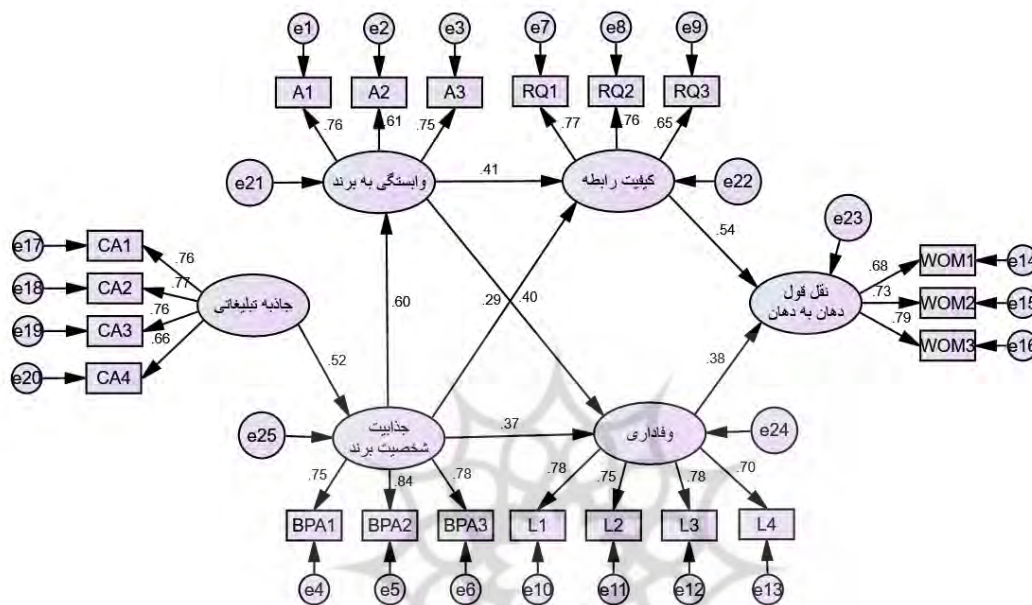 e1
e2
e3
e7
e8
e9
A1
A2
A3
RQ1
RQ2
RQ3
.76
.61
.75
.77
.76
.65
e21
وابستگی به برند
.41
کیفیت رابطه
e22
e23
e17
CA1
.76
e18
CA2
.77
e19
CA3
.76
e20
CA4
.66
جاذبه تبلیغاتی
.54
نقل قول
دهان به دهان
.68
WOM1
e14
.73
WOM2
e15
.79
WOM3
e16
.60
.29
.40
.52
.38
e25
جذابیت
شخصیت برند
.37
وفاداری
e24
.75
.84
.78
.78
.75
.78
.70
BPA1
BPA2
BPA3
L1
L2
L3
L4
e4
e5
e6
e10
e11
e12
e13